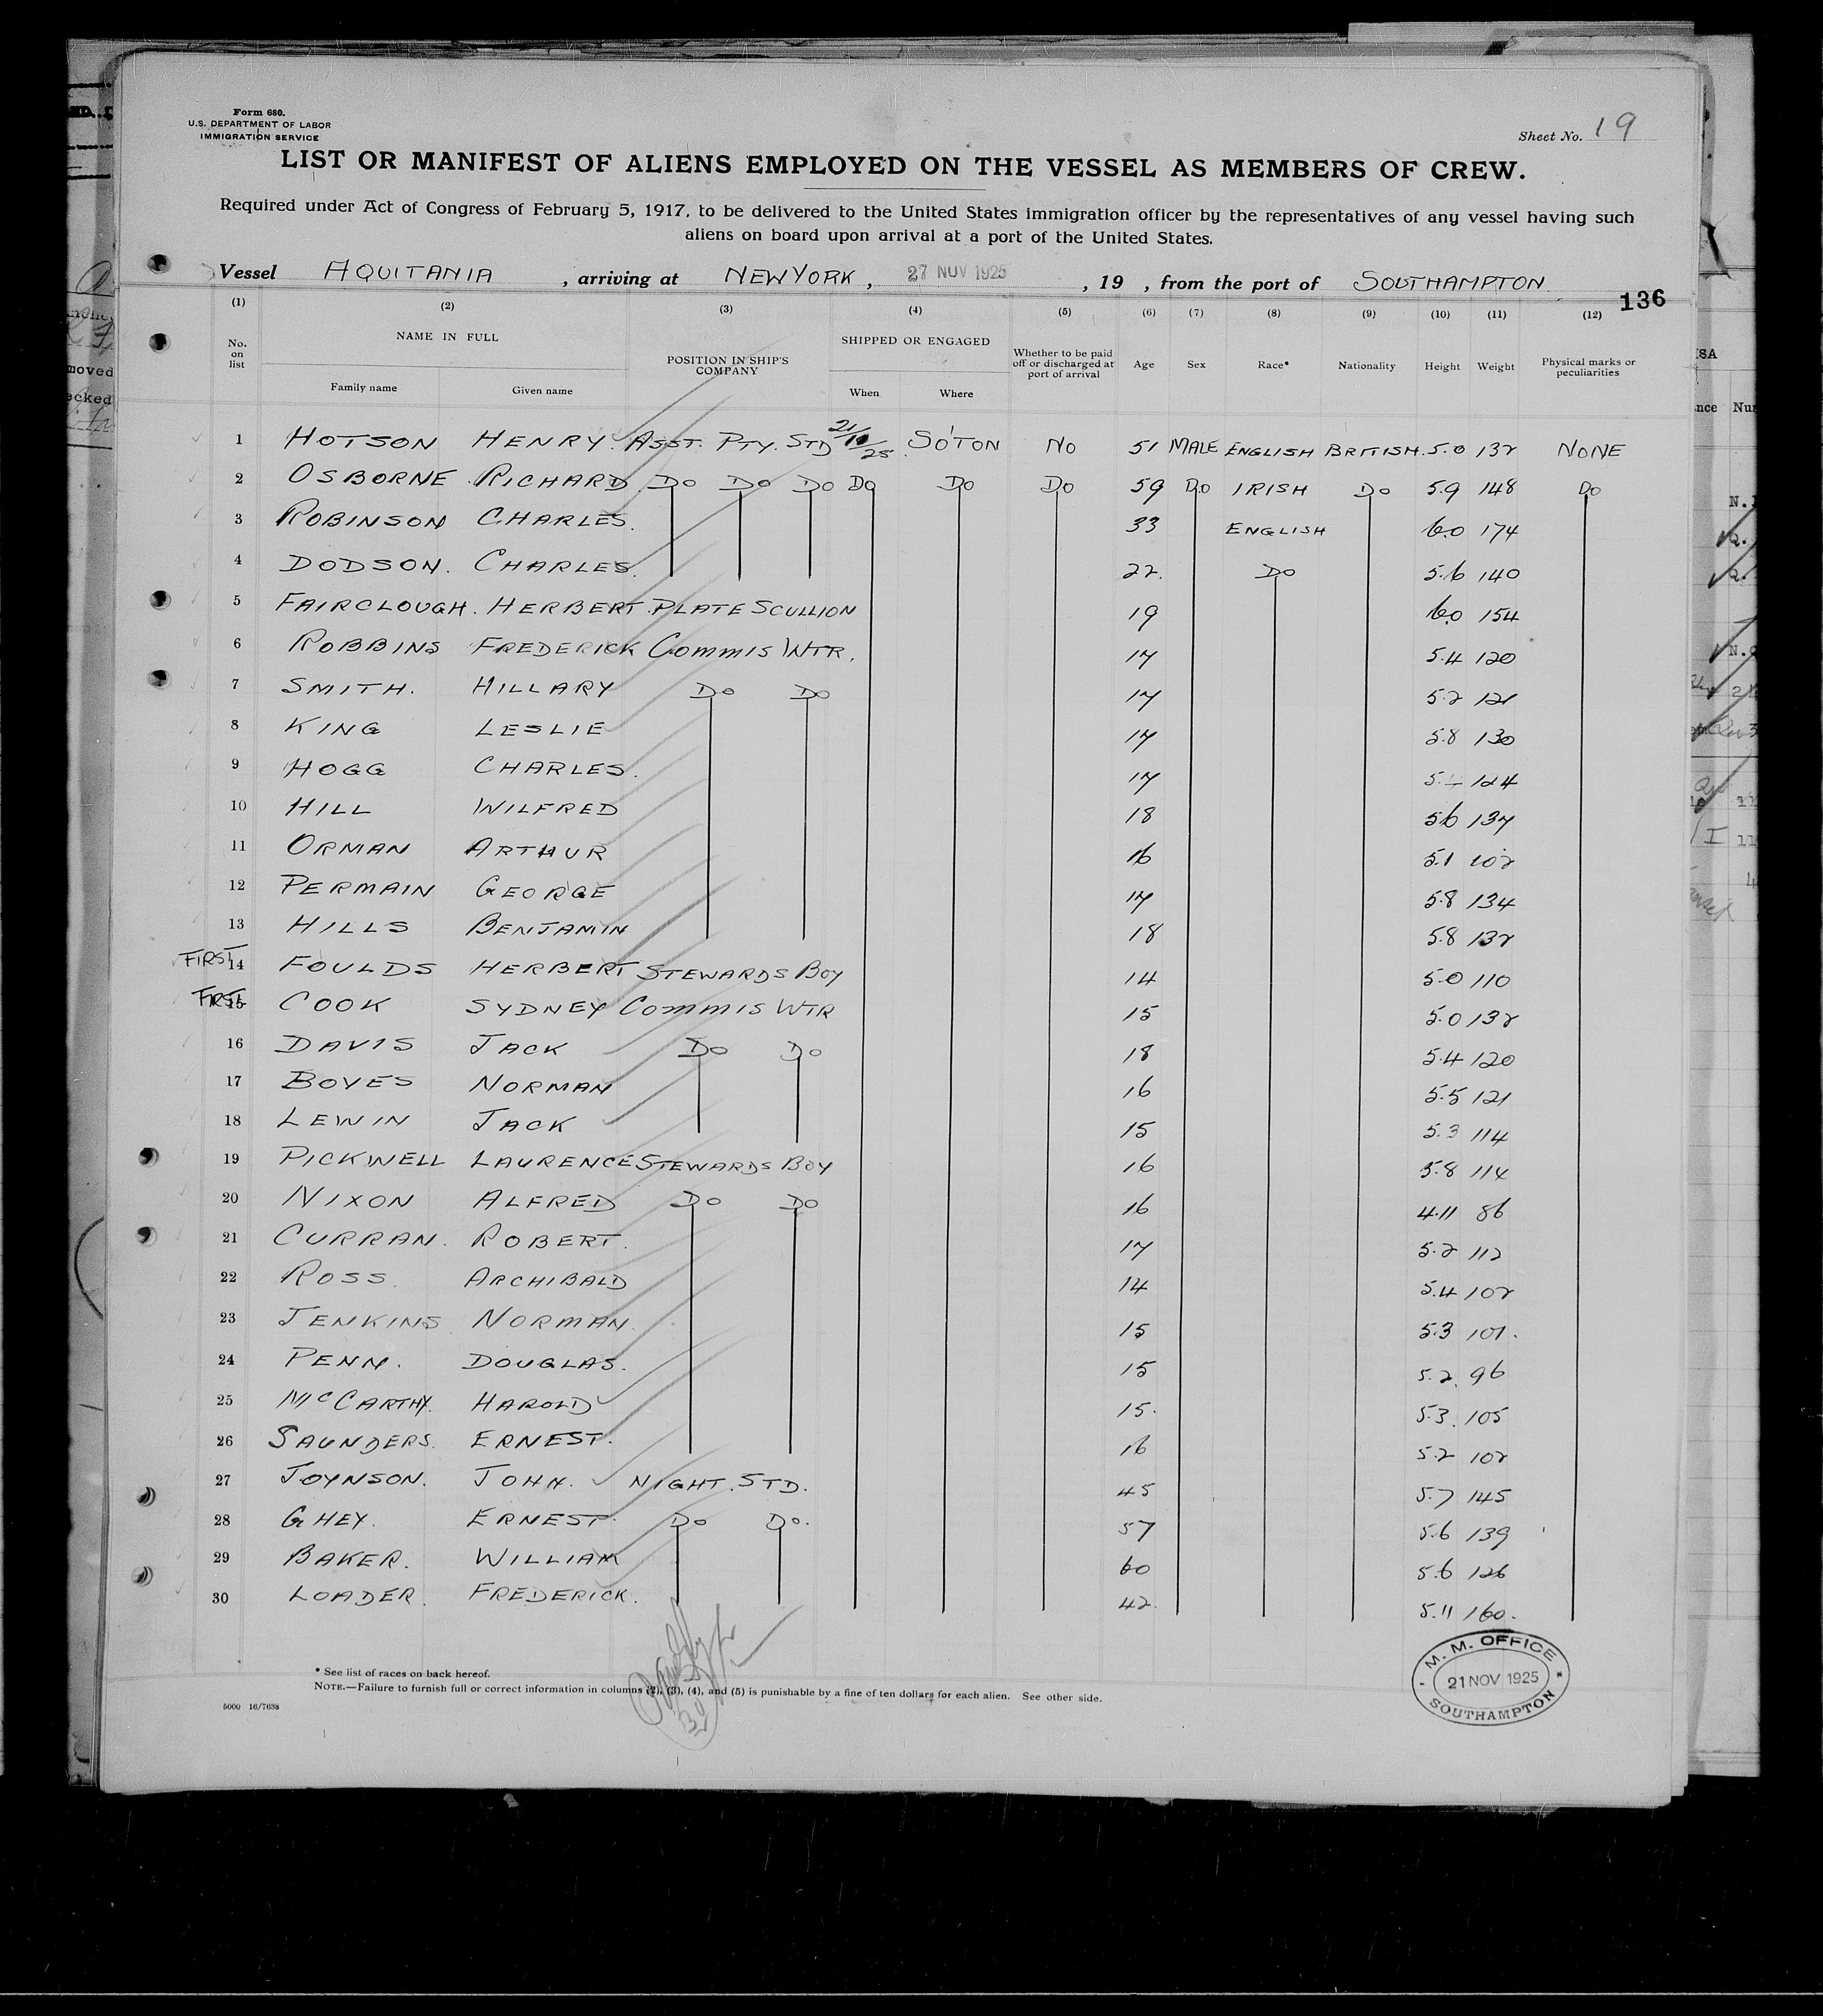 Form 680.
U.S. DEPARTMENT OF LABOR
IMMIGRATION SERVICE
Sheet No. 19
LIST OR MANIFEST OF ALIENS EMPLOYED ON THE VESSEL AS MEMBERS OF CREW.
Required under Act of Congress of February 5, 1917, to be delivered to the United States immigration officer by the representatives of any vessel having such
aliens on board upon arrival at a port of the United States.
Vessel AQUITANIA, arriving at NEW YORK, 27 NOV 1925, 19 , from the port of SOUTHAMPTON
136
(1) (2) (3) (4) (5) (6) (7) (8) (9) (10) (11) (12)
No. on list NAME IN FULL Family name Given name POSITION IN SHIP'S COMPANY SHIPPED OR ENGAGED When Where Whether to be paid off or discharged at port of arrival Age Sex Race* Nationality Height Weight Physical marks or peculiarities
1 HOTSON HENRY. ASST. PTY. STD SO'TON NO 51 MALE ENGLISH BRITISH. 5.0 132 NONE
2 OSBORNE RICHARD DO DO DO DO DO DO 59 DO IRISH DO 5.9 148 DO
3 ROBINSON CHARLES. 33 ENGLISH 6.0 174
4 DODSON. CHARLES. 22. DO 5.6 140
5 FAIRCLOUGH. HERBERT. PLATE SCULLION 19 6.0 154
6 ROBBINS FREDERICK COMMIS WTR. 17 5.4 120
7 SMITH. HILLARY DO DO 17 5.2 121
8 KING LESLIE 17 5.8 130
9 HOGG CHARLES. 17 124
10 HILL WILFRED 18 5.6 137
11 ORMAN ARTHUR 16 5.1 102
12 PERMAIN GEORGE 17 5.8 134
13 HILLS BENJAMIN 18 5.8 132
FIRST 14 FOULDS HERBERT STEWARDS BOY 14 5.0 110
FIRST 15 COOK SYDNEY COMMIS WTR 15 5.0 132
16 DAVIS JACK DO DO 18 5.4 120
17 BOYES NORMAN 16 5.5 121
18 LEWIN JACK 15 5.3 114
19 PICKWELL LAURENCE STEWARDS BOY 16 5.8 114
20 NIXON ALFRED DO DO 16 4.11 86
21 CURRAN. ROBERT. 17 5.2 112
22 ROSS. ARCHIBALD 14 5.4 102
23 JENKINS NORMAN. 15 5.3 101.
24 PENN. DOUGLAS. 15 5.2. 96
25 McCARTHY. HAROLD 15. 5.3. 105
26 SAUNDERS. ERNEST. 16 5.2 102
27 JOYNSON. JOHN. NIGHT. STD. 45 5.7 145
28 GHEY. ERNEST. DO DO. 57 5.6 139
29 BAKER. WILLIAM 60 5.6 126
30 LOADER. FREDERICK. 42. 5.11 160.
* See list of races on back hereof.
NOTE.—Failure to furnish full or correct information in columns (2), (3), (4), and (5) is punishable by a fine of ten dollars for each alien. See other side.
5000 16/7638
M. M. OFFICE
21 NOV 1925
SOUTHAMPTON